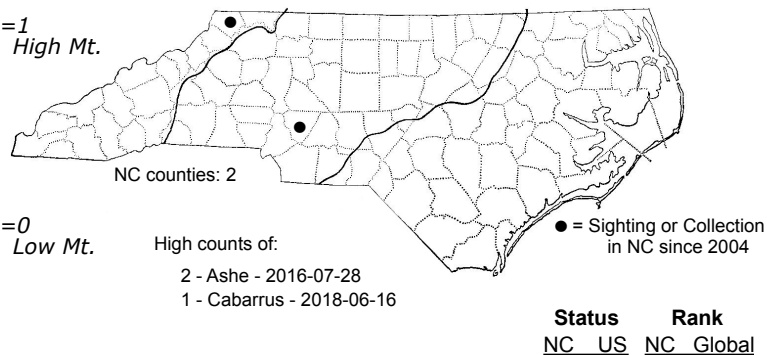 =1
High Mt.
NC counties: 2
=0
Low Mt.
High counts of:
2 - Ashe - 2016-07-28
1 - Cabarrus - 2018-06-16
● = Sighting or Collection
in NC since 2004
Status Rank
NC US NC Global